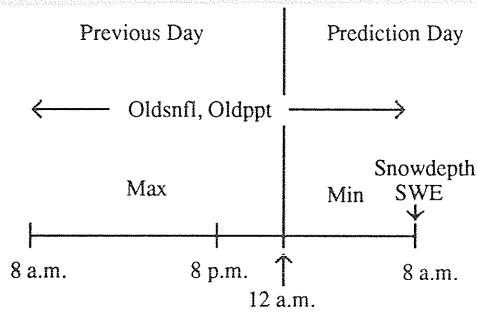 Previous Day Prediction Day
Oldsnfl, Oldppt
Snowdepth
Max Min SWE
8 a.m. 8 p.m. 8 a.m.
12 a.m.